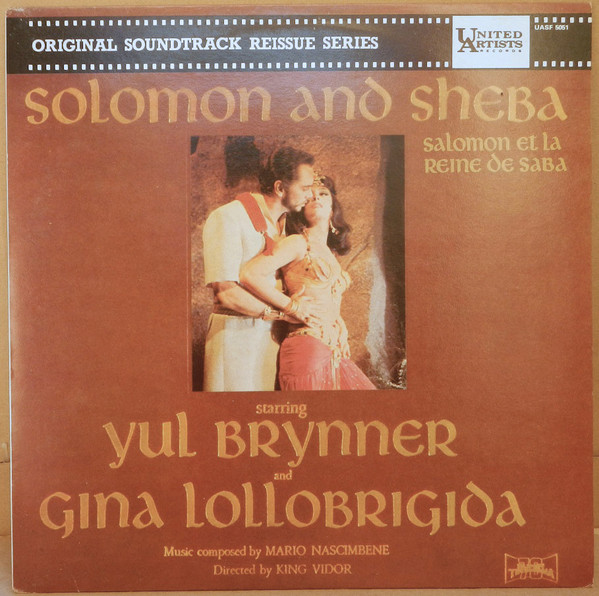 ORIGINAL SOUNDTRACK REISSUE SERIES
UNITED
ARTISTS
RECORDS
UASF 5051
SOLOMON AND SHEBA
SALOMON ET LA
REINE DE SABA
starring
YUL BRYNNER
and
GINA LOLLOBRIGIDA
Music composed by MARIO NASCIMBENE
Directed by KING VIDOR